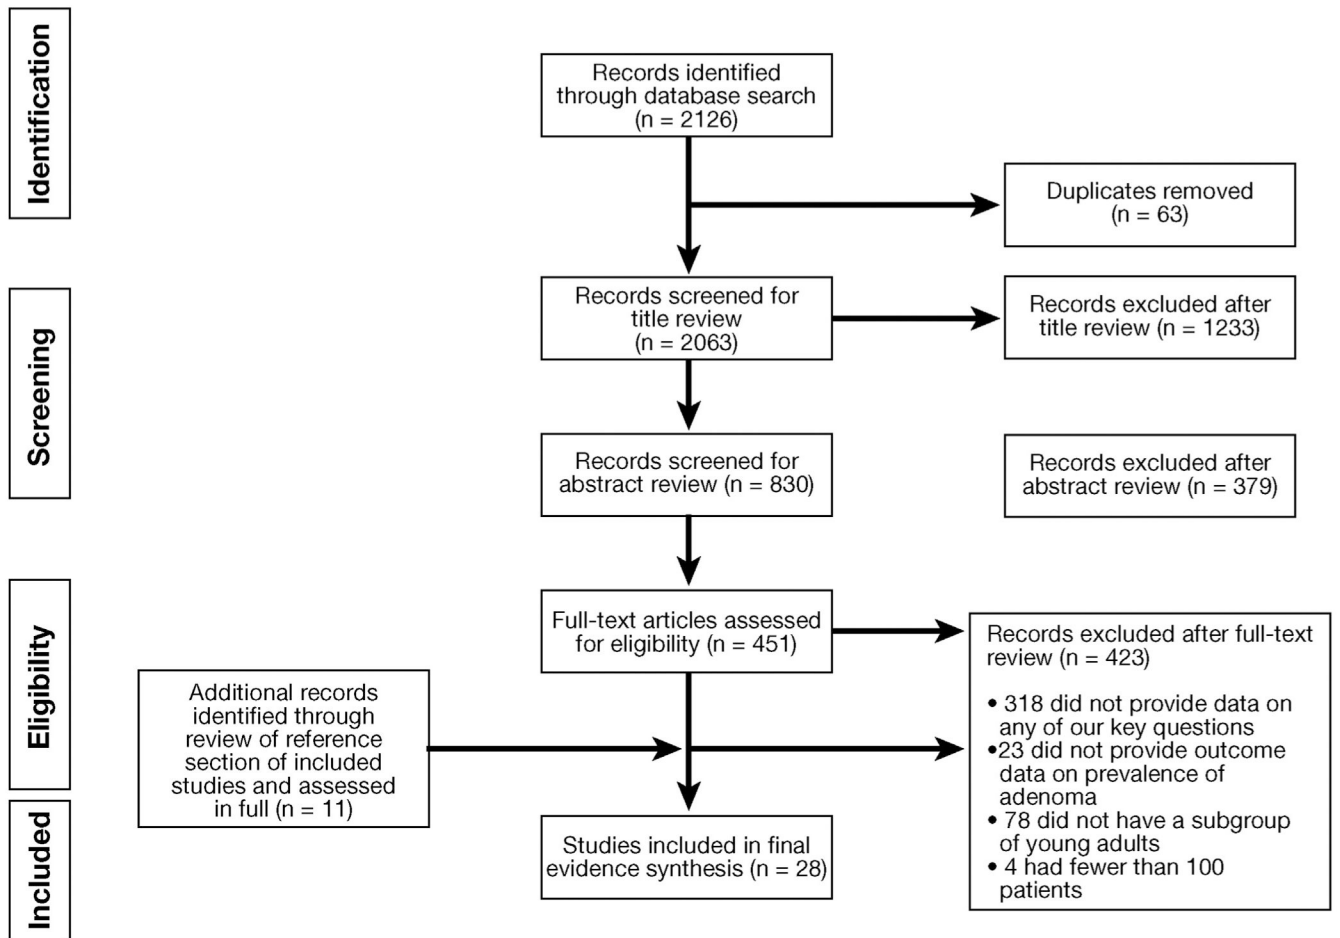 Identification
Records identified
through database search
(n = 2126)
Duplicates removed
(n = 63)
Screening
Records screened for
title review
(n = 2063)
Records excluded after
title review (n = 1233)
Records screened for
abstract review (n = 830)
Records excluded after
abstract review (n = 379)
Eligibility
Full-text articles assessed
for eligibility (n = 451)
Records excluded after full-text
review (n = 423)
• 318 did not provide data on
any of our key questions
•23 did not provide outcome
data on prevalence of
adenoma
• 78 did not have a subgroup
of young adults
• 4 had fewer than 100
patients
Additional records
identified through
review of reference
section of included
studies and assessed
in full (n = 11)
Included
Studies included in final
evidence synthesis (n = 28)